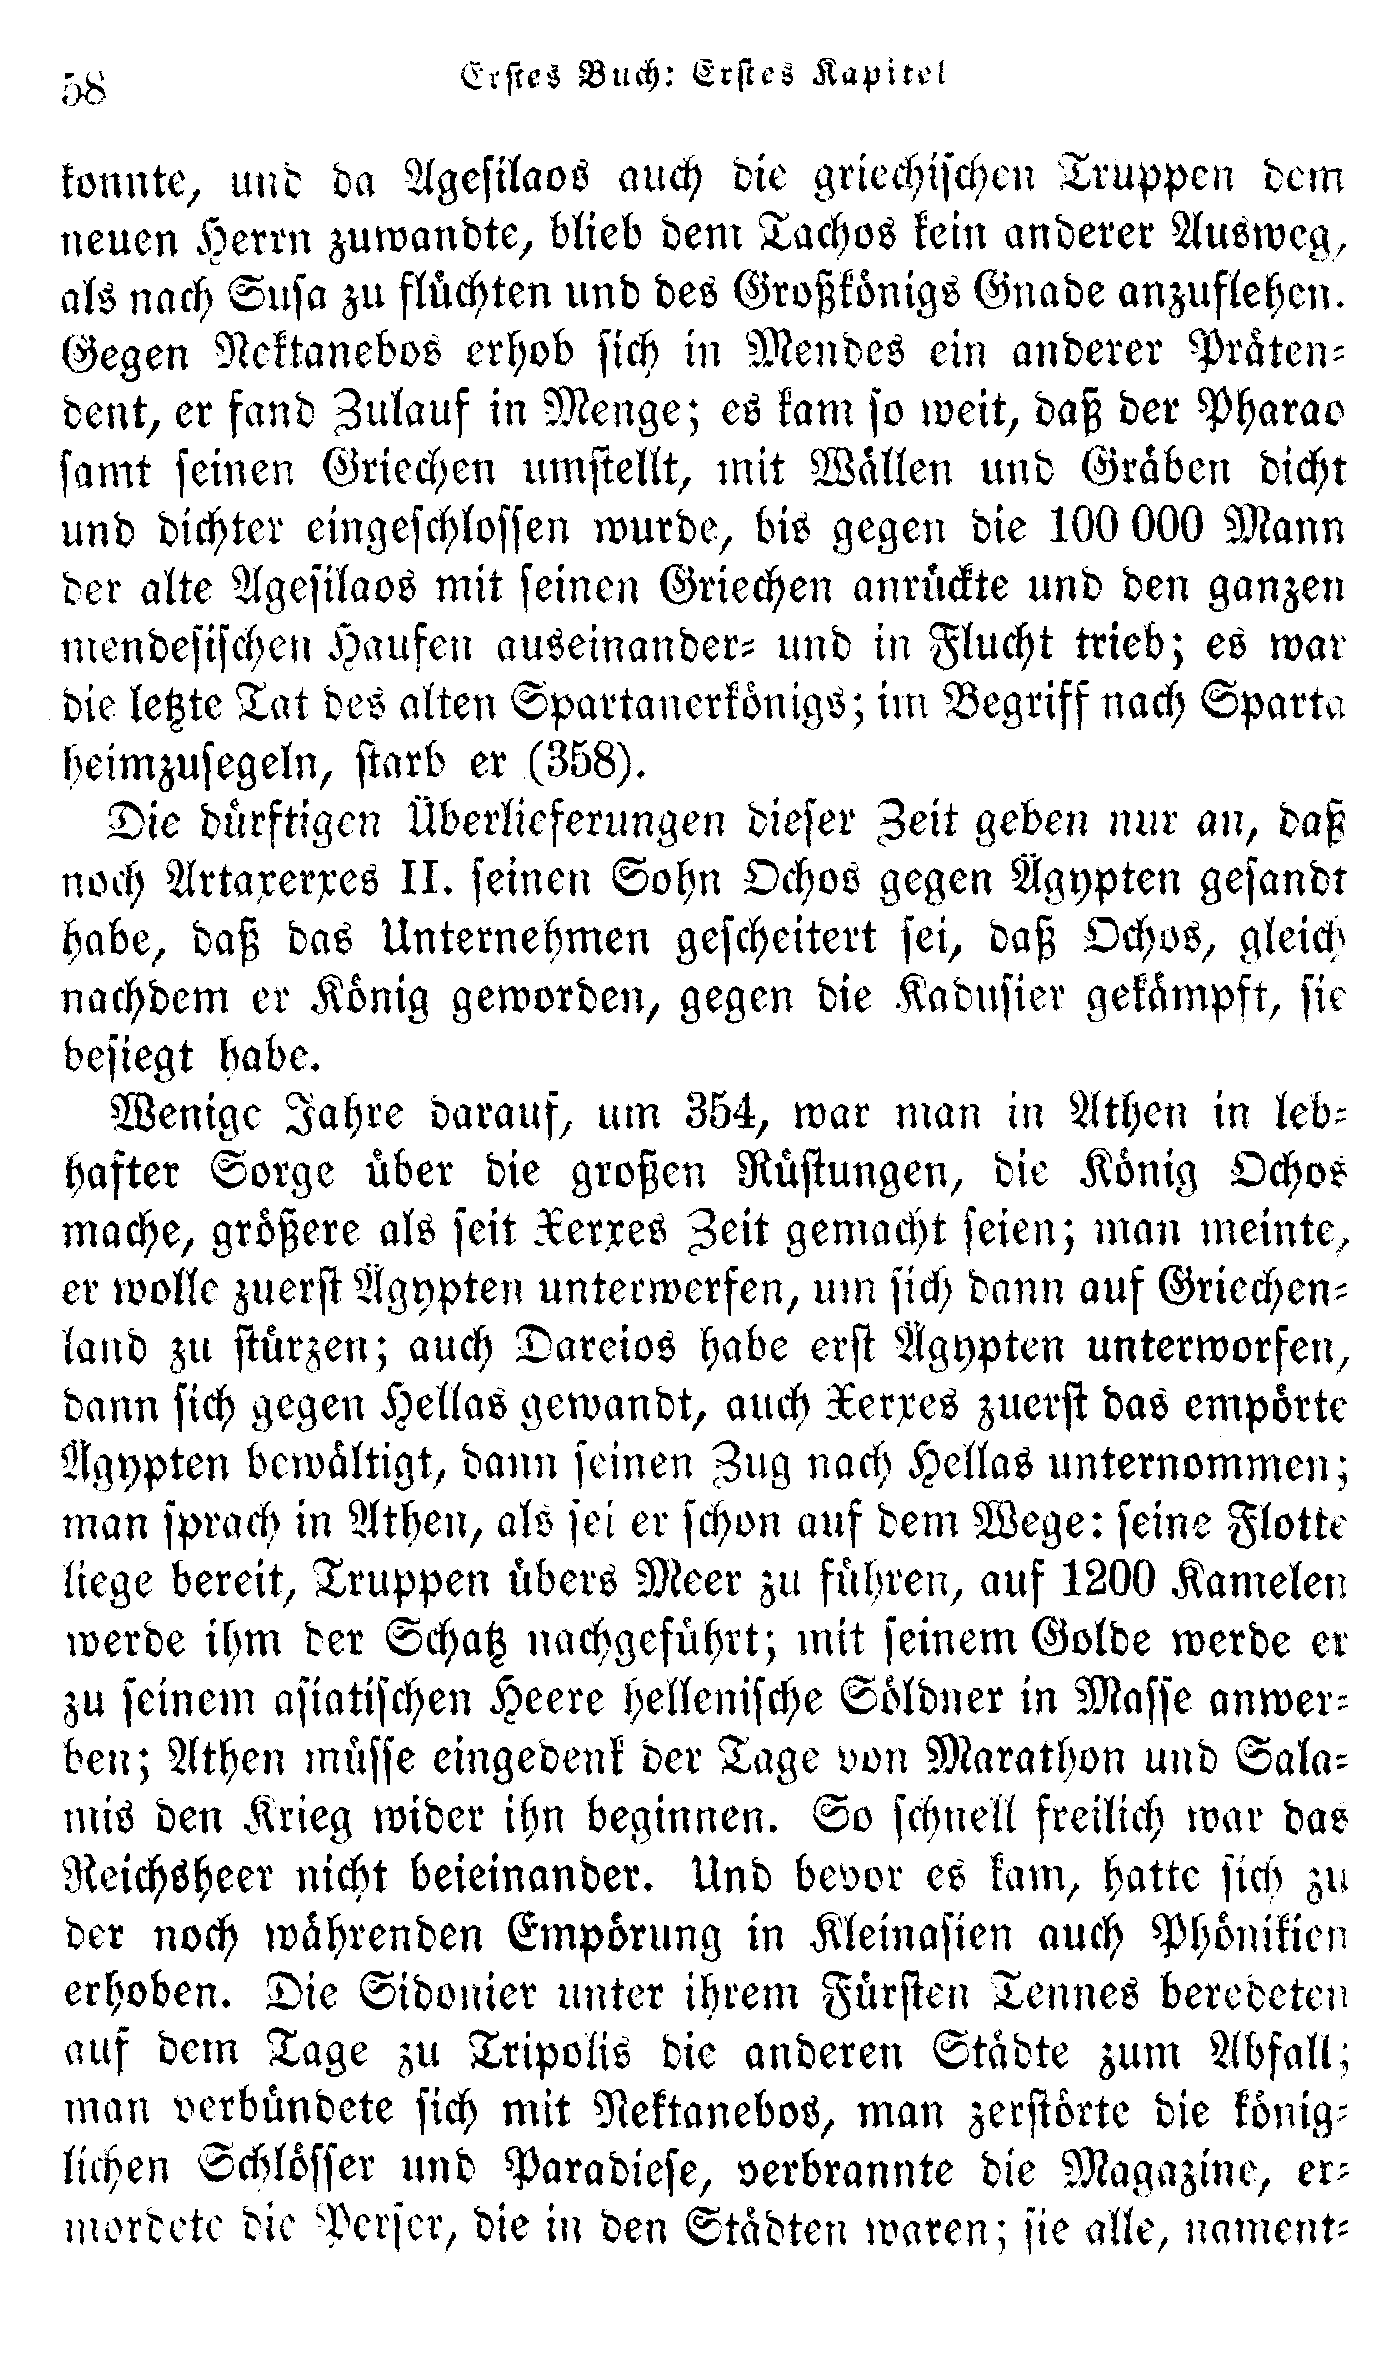 58
Erstes Buch: Erstes Kapitel
konnte, und da Agesilaos auch die griechischen Truppen dem
neuen Herrn zuwandte, blieb dem Tachos kein anderer Ausweg,
als nach Susa zu flüchten und des Großkönigs Gnade anzuflehen.
Gegen Nektanebos erhob sich in Mendes ein anderer Präten-
dent, er fand Zulauf in Menge; es kam so weit, daß der Pharao
samt seinen Griechen umstellt, mit Wällen und Gräben dicht
und dichter eingeschlossen wurde, bis gegen die 100 000 Mann
der alte Agesilaos mit seinen Griechen anrückte und den ganzen
mendesischen Haufen auseinander- und in Flucht trieb; es war
die letzte Tat des alten Spartanerkönigs; im Begriff nach Sparta
heimzusegeln, starb er (358).
Die dürftigen Überlieferungen dieser Zeit geben nur an, daß
noch Artaxerxes II. seinen Sohn Ochos gegen Ägypten gesandt
habe, daß das Unternehmen gescheitert sei, daß Ochos, gleich
nachdem er König geworden, gegen die Kadusier gekämpft, sie
besiegt habe.
Wenige Jahre darauf, um 354, war man in Athen in leb-
hafter Sorge über die großen Rüstungen, die König Ochos
mache, größere als seit Xerxes Zeit gemacht seien; man meinte,
er wolle zuerst Ägypten unterwerfen, um sich dann auf Griechen-
land zu stürzen; auch Dareios habe erst Ägypten unterworfen,
dann sich gegen Hellas gewandt, auch Xerxes zuerst das empörte
Ägypten bewältigt, dann seinen Zug nach Hellas unternommen;
man sprach in Athen, als sei er schon auf dem Wege: seine Flotte
liege bereit, Truppen übers Meer zu führen, auf 1200 Kamelen
werde ihm der Schatz nachgeführt; mit seinem Golde werde er
zu seinem asiatischen Heere hellenische Söldner in Masse anwer-
ben; Athen müsse eingedenk der Tage von Marathon und Sala-
mis den Krieg wider ihn beginnen. So schnell freilich war das
Reichsheer nicht beieinander. Und bevor es kam, hatte sich zu
der noch währenden Empörung in Kleinasien auch Phönikien
erhoben. Die Sidonier unter ihrem Fürsten Tennes beredeten
auf dem Tage zu Tripolis die anderen Städte zum Abfall;
man verbündete sich mit Nektanebos, man zerstörte die könig-
lichen Schlösser und Paradiese, verbrannte die Magazine, er-
mordete die Perser, die in den Städten waren; sie alle, nament-